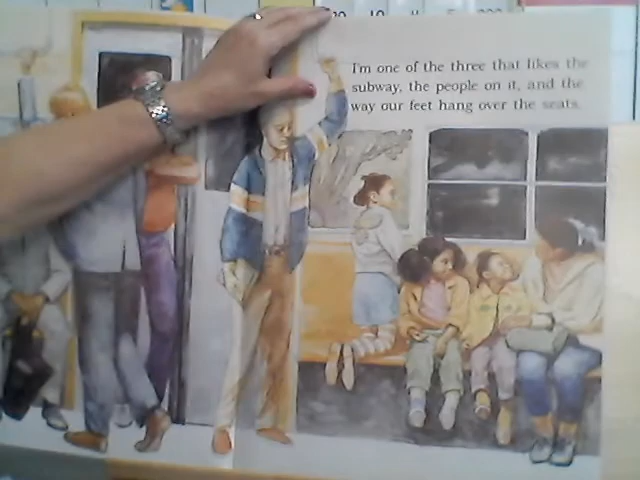 I'm one of the three that likes the
subway, the people on it, and the
way our feet hang over the seats.